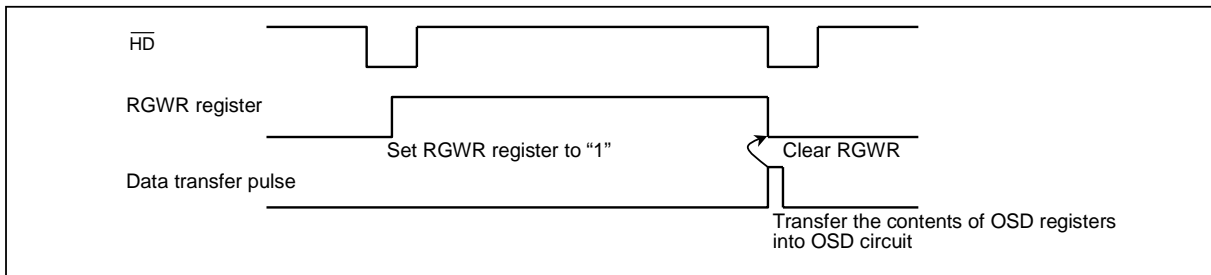 HD
RGWR register
Set RGWR register to “1”
Clear RGWR
Data transfer pulse
Transfer the contents of OSD registers
into OSD circuit